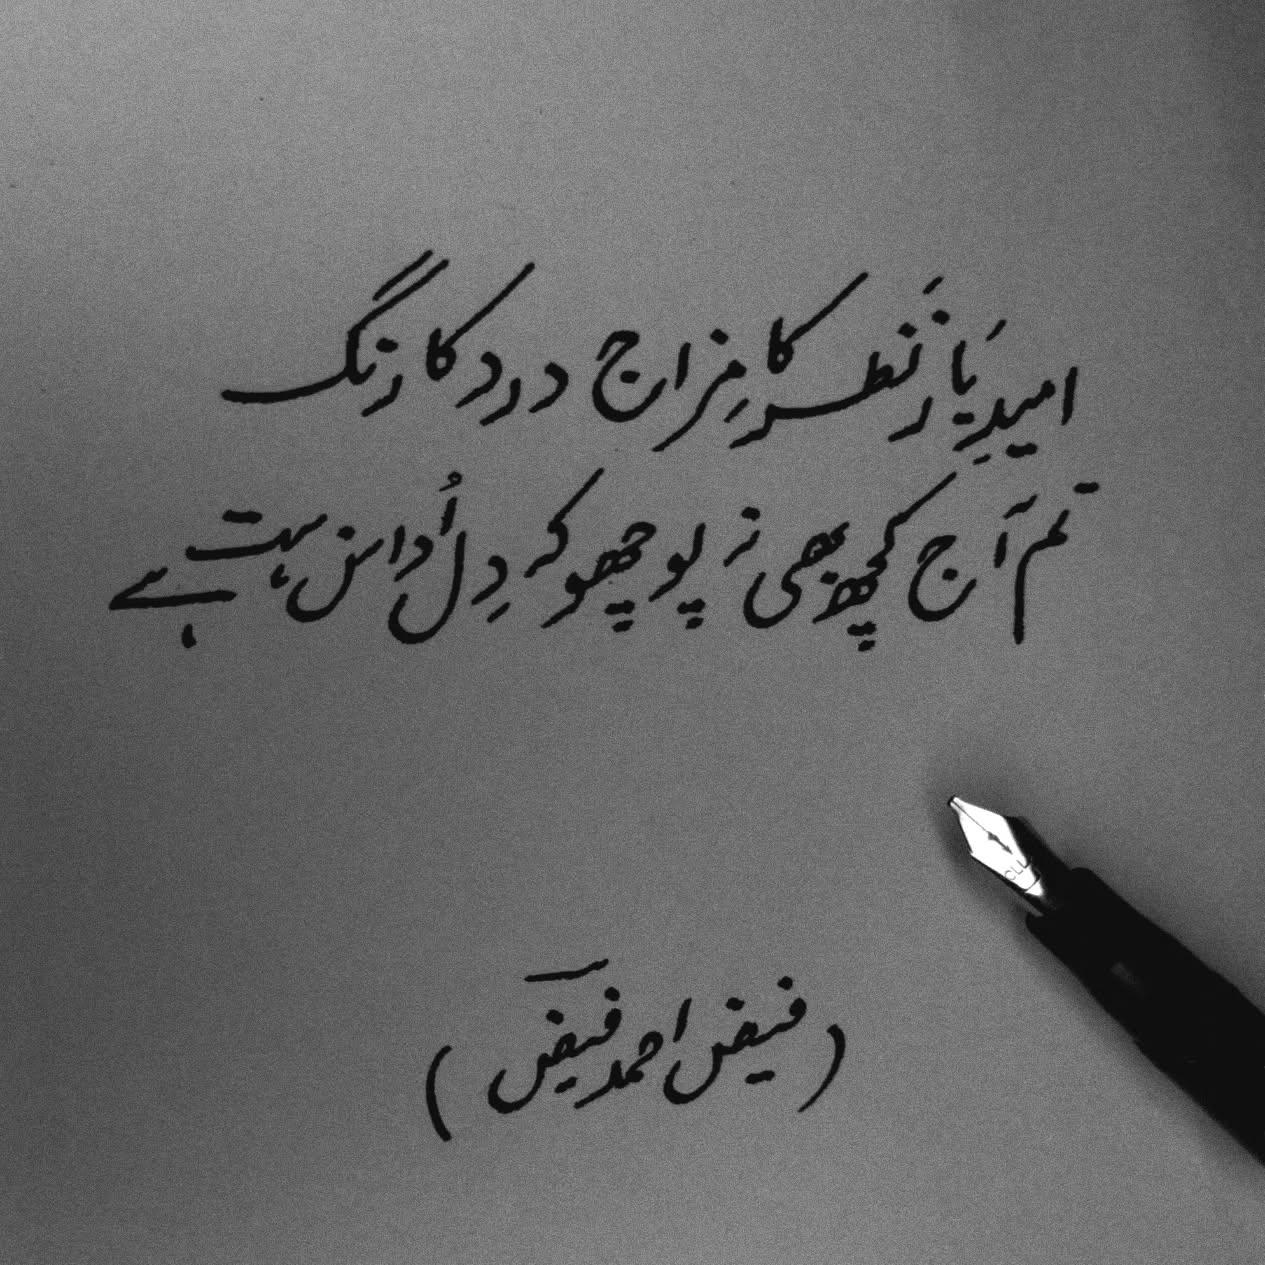 امیدِ یار نظر کا مزاج درد کا رنگ
تم آج کچھ بھی نہ پوچھو کہ دِل اُداس بہت ہے
(فیض احمد فیض)